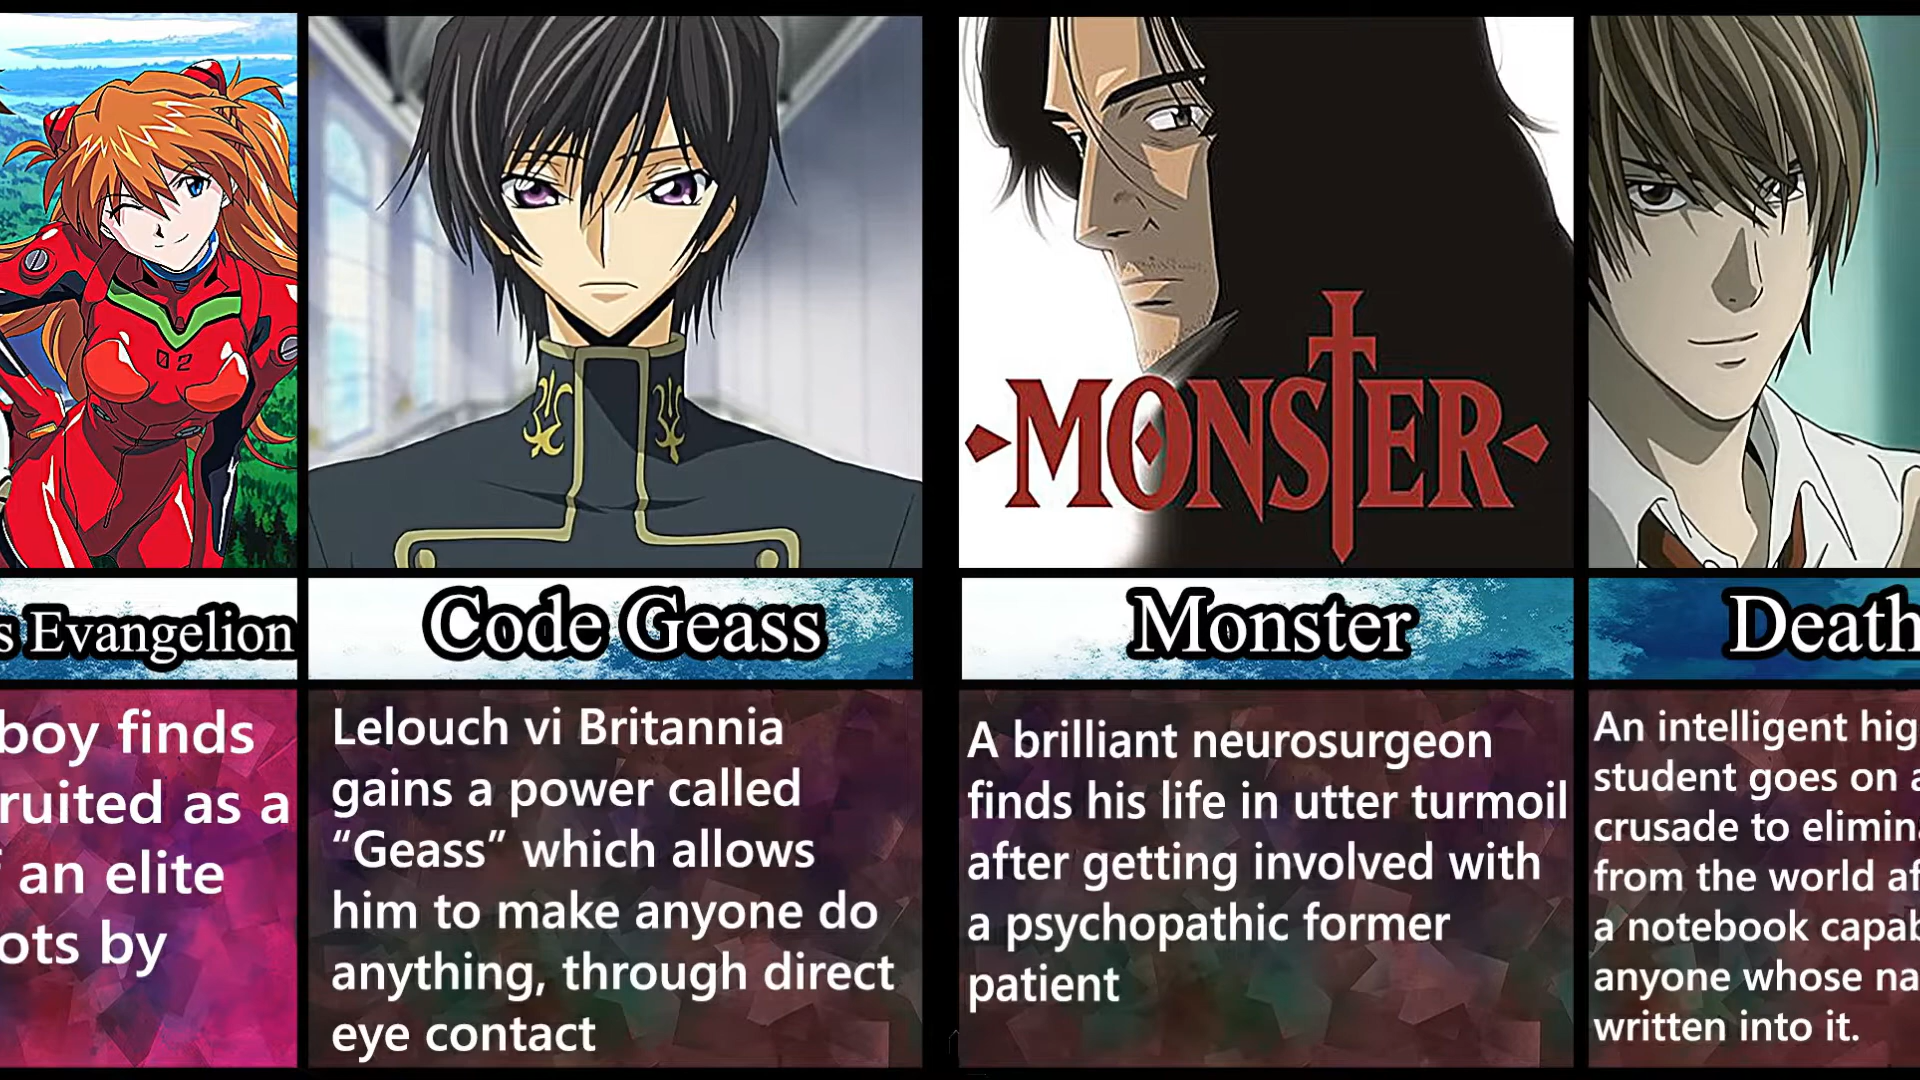 02
MONSTER
s Evangelion
Code Geass
Monster
Death
boy finds
ruited as a
an elite
ots by
Lelouch vi Britannia
gains a power called
“Geass” which allows
him to make anyone do
anything, through direct
eye contact
A brilliant neurosurgeon
finds his life in utter turmoil
after getting involved with
a psychopathic former
patient
An intelligent hig
student goes on a
crusade to elimin
from the world af
a notebook capab
anyone whose na
written into it.